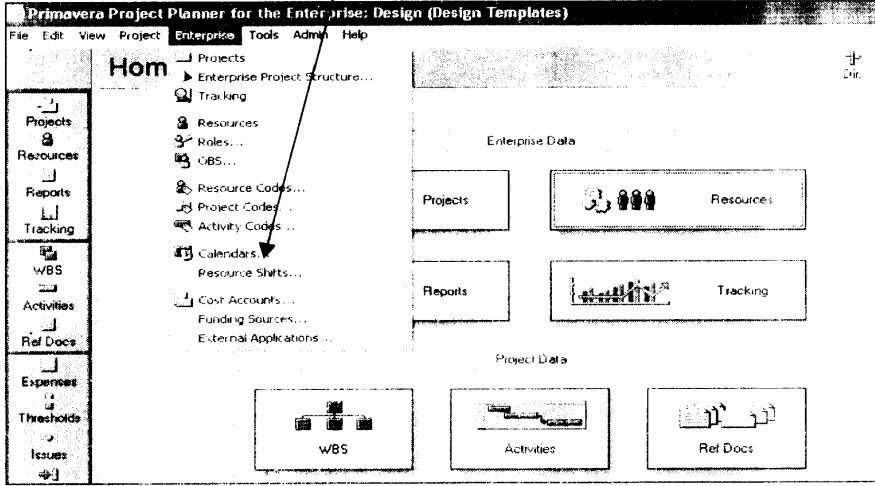 Primavera Project Planner for the Enterprise: Design (Design Templates)
File Edit View Project Enterprise Tools Admin Help
Hom
Dir.
Projects
Resources
Reports
Tracking
WBS
Activities
Ref Docs
Expenses
Thresholds
Issues
Projects
Enterprise Project Structure...
Tracking
Resources
Roles...
OBS...
Resource Codes...
Project Codes...
Activity Codes...
Calendars...
Resource Shifts...
Cost Accounts...
Funding Sources...
External Applications...
Enterprise Data
Projects
Resources
Reports
Tracking
Project Data
WBS
Activities
Ref Docs